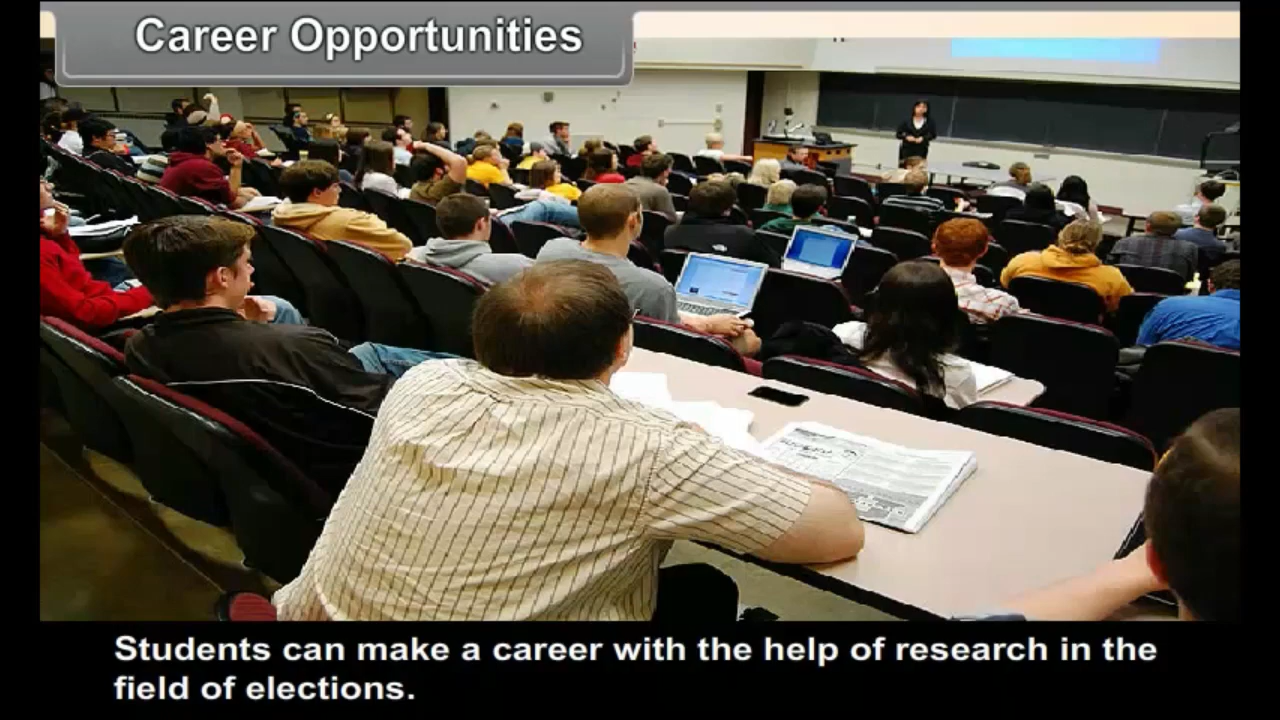 Career Opportunities
Students can make a career with the help of research in the
field of elections.